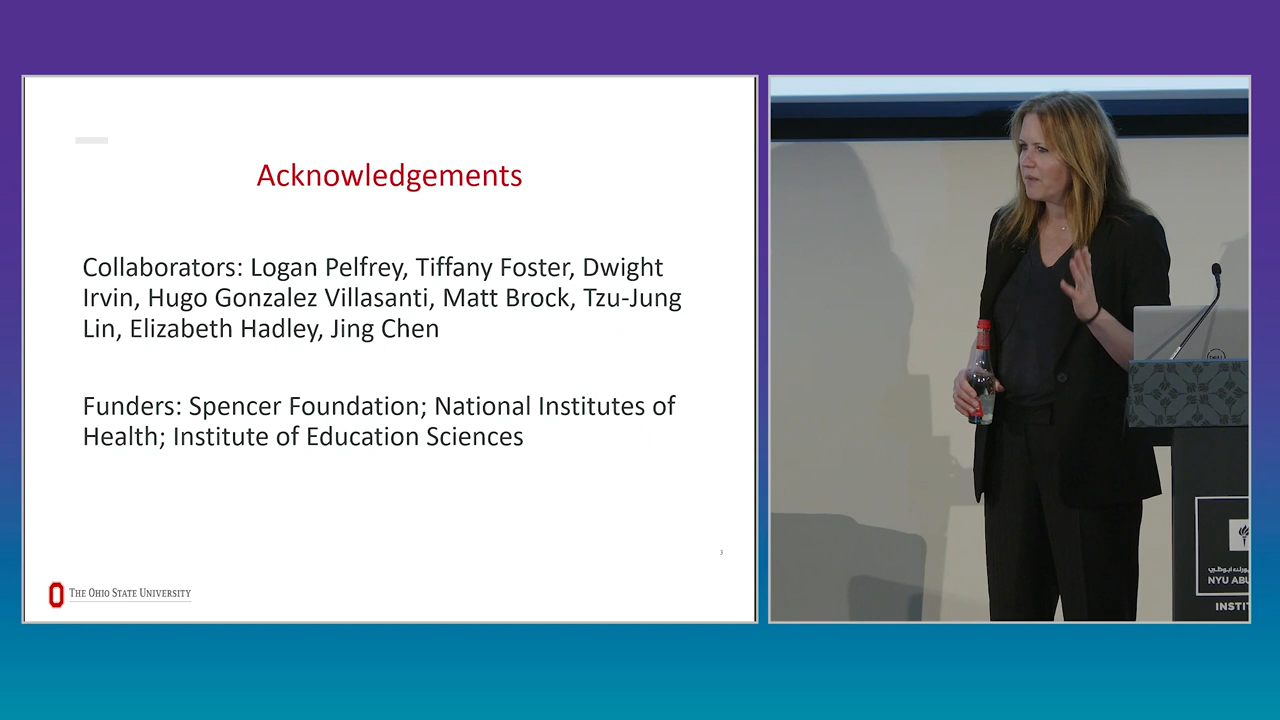 Acknowledgements
Collaborators: Logan Pelfrey, Tiffany Foster, Dwight
Irvin, Hugo Gonzalez Villasanti, Matt Brock, Tzu-Jung
Lin, Elizabeth Hadley, Jing Chen
Funders: Spencer Foundation; National Institutes of
Health; Institute of Education Sciences
3
THE OHIO STATE UNIVERSITY
NYU ABU
INSTIT